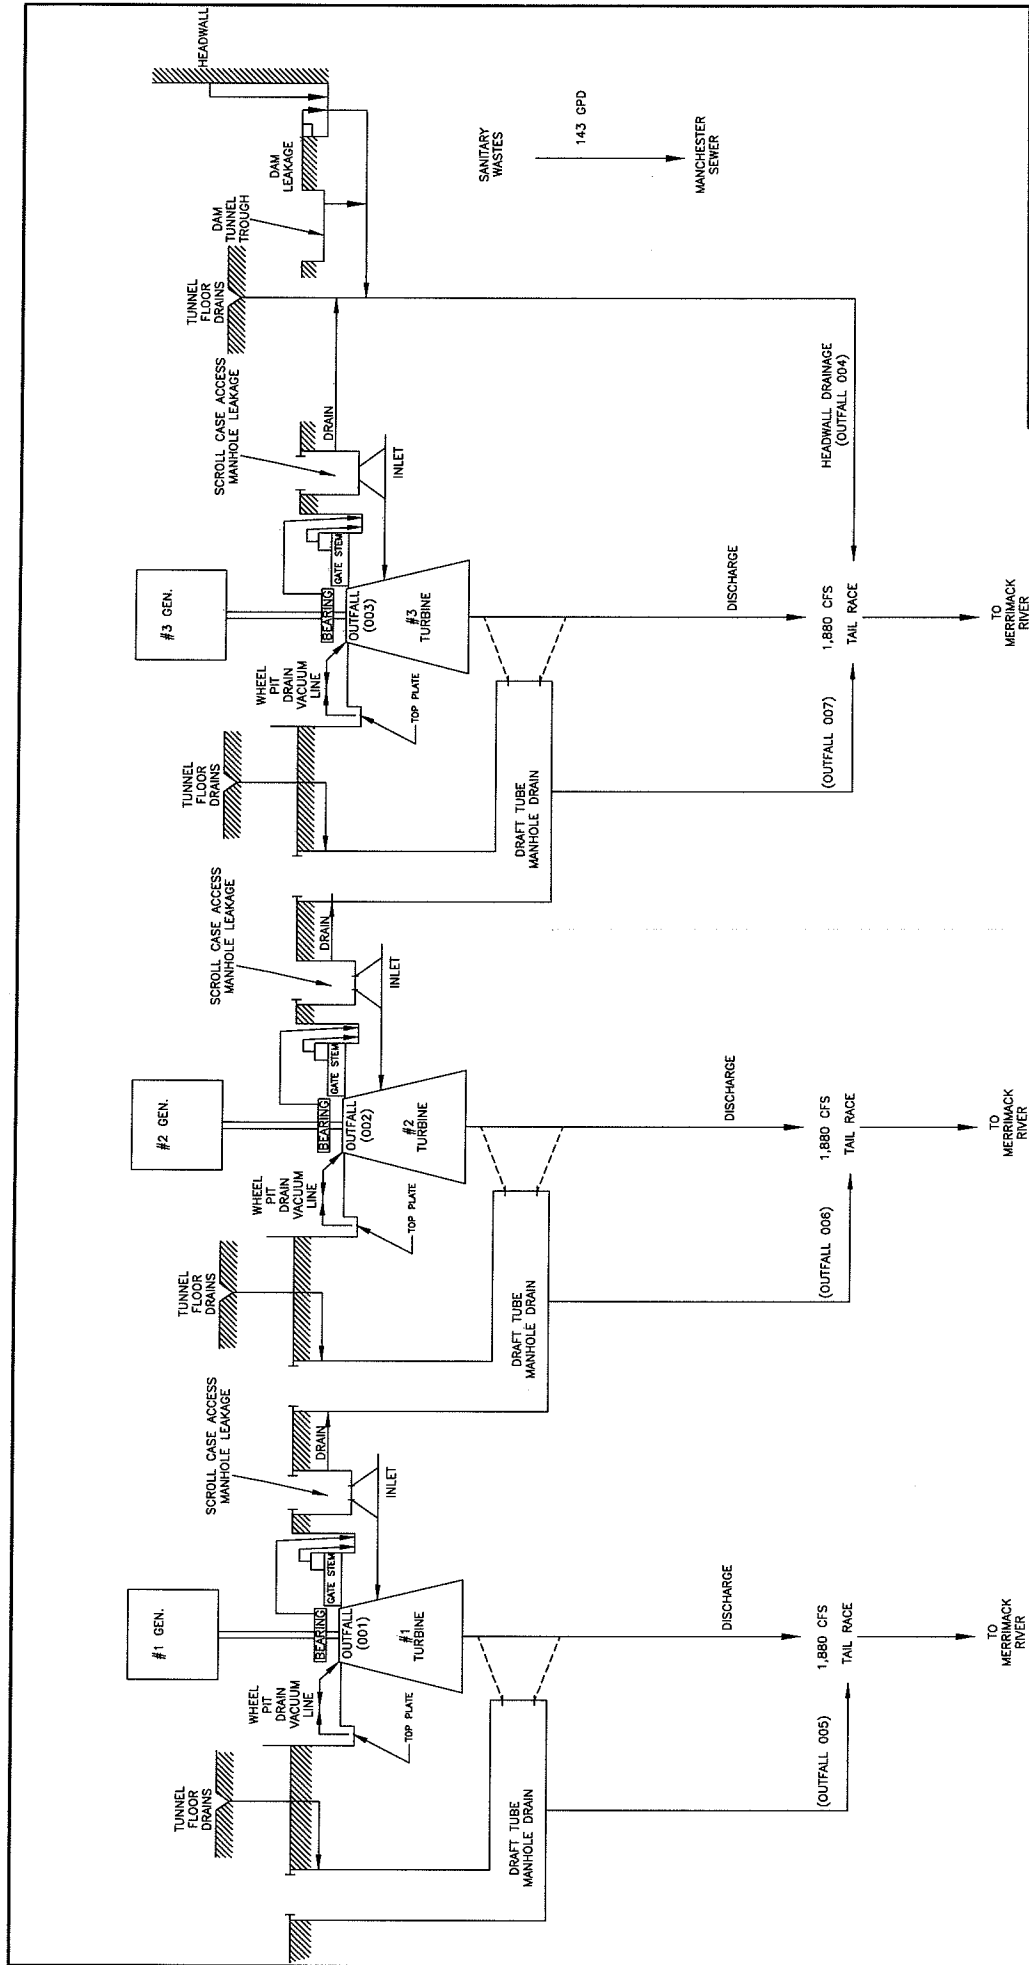 #1 GEN.
WHEEL
PIT
DRAIN
VACUUM
LINE
TUNNEL
FLOOR
DRAINS
BEARING
GATE STEM
OUTFALL
(001)
#1
TURBINE
TOP PLATE
SCROLL CASE ACCESS
MANHOLE LEAKAGE
DRAIN
INLET
DRAFT TUBE
MANHOLE DRAIN
DISCHARGE
(OUTFALL 005)
1,880 CFS
TAIL RACE
TO
MERRIMACK
RIVER
#2 GEN.
WHEEL
PIT
DRAIN
VACUUM
LINE
TUNNEL
FLOOR
DRAINS
BEARING
GATE STEM
OUTFALL
(002)
#2
TURBINE
TOP PLATE
SCROLL CASE ACCESS
MANHOLE LEAKAGE
DRAIN
INLET
DRAFT TUBE
MANHOLE DRAIN
DISCHARGE
(OUTFALL 006)
1,880 CFS
TAIL RACE
TO
MERRIMACK
RIVER
#3 GEN.
WHEEL
PIT
DRAIN
VACUUM
LINE
TUNNEL
FLOOR
DRAINS
BEARING
GATE STEM
OUTFALL
(003)
#3
TURBINE
TOP PLATE
SCROLL CASE ACCESS
MANHOLE LEAKAGE
DRAIN
INLET
DRAFT TUBE
MANHOLE DRAIN
DISCHARGE
(OUTFALL 007)
1,880 CFS
TAIL RACE
TO
MERRIMACK
RIVER
TUNNEL
FLOOR
DRAINS
DAM
TUNNEL
TROUGH
DAM
LEAKAGE
HEADWALL
HEADWALL DRAINAGE
(OUTFALL 004)
SANITARY
WASTES
143 GPD
MANCHESTER
SEWER